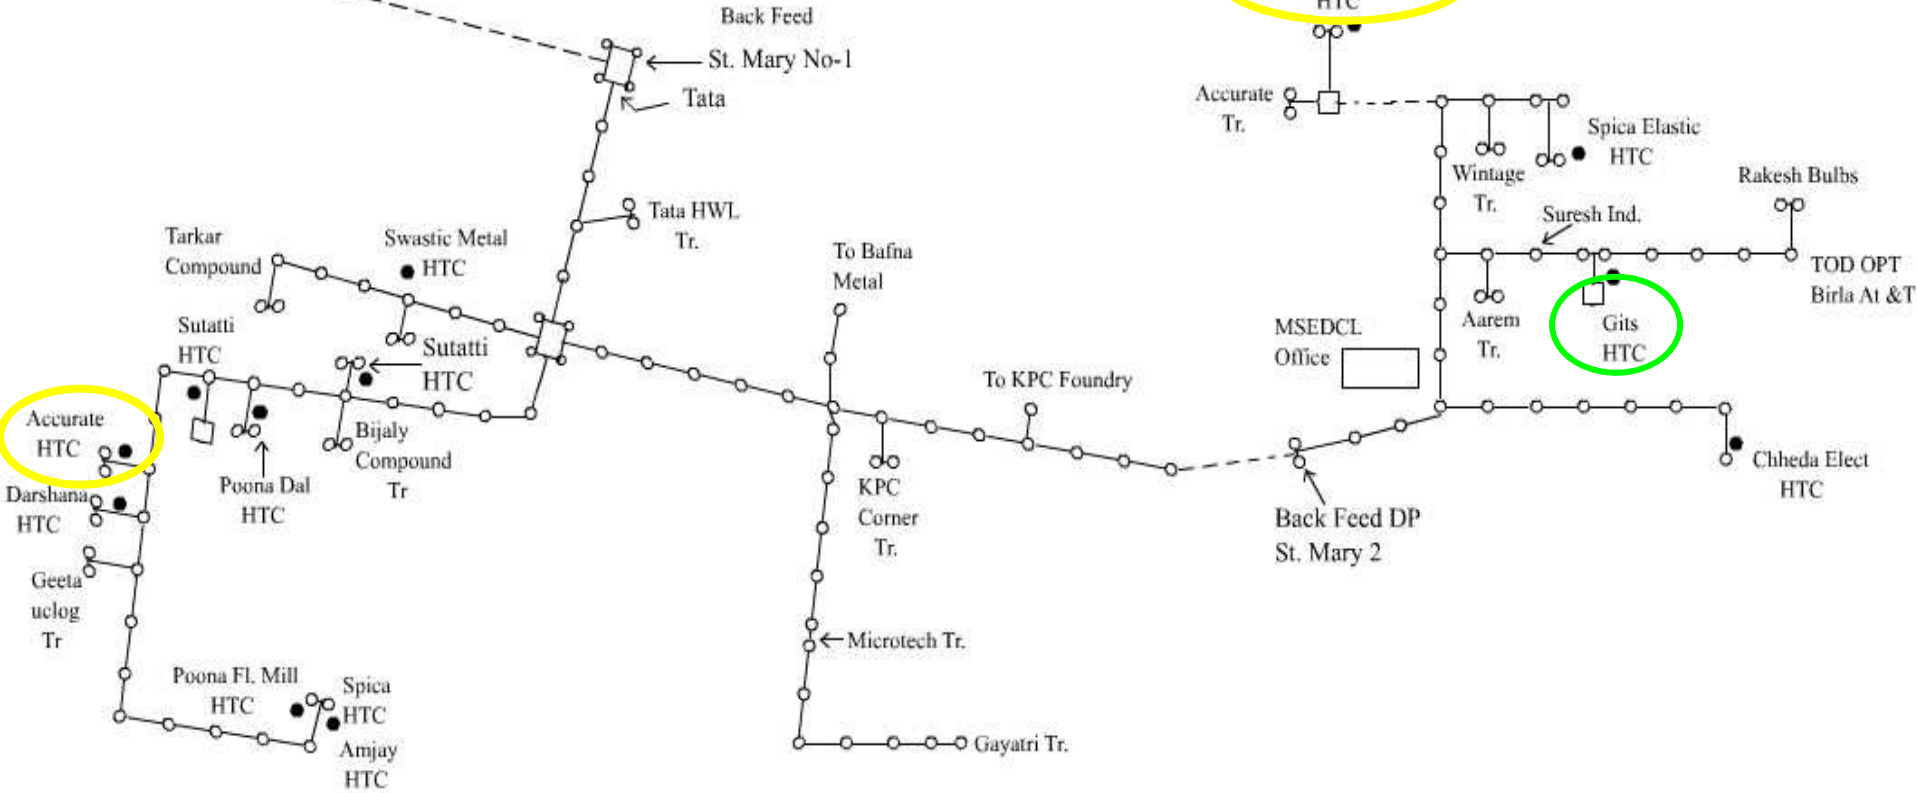 Back Feed
St. Mary No-1
Tata
HTC
Accurate
Tr.
Spica Elastic
HTC
Wintage
Tr.
Rakesh Bulbs
Suresh Ind.
TOD OPT
Birla At &T
Aarem
Tr.
Gits
HTC
MSEDCL
Office
Tata HWL
Tr.
Tarkar
Compound
Swastic Metal
HTC
To Bafna
Metal
Sutatti
HTC
Sutatti
HTC
To KPC Foundry
Accurate
HTC
Bijaly
Compound
Tr
Poona Dal
HTC
Darshana
HTC
KPC
Corner
Tr.
Chheda Elect
HTC
Back Feed DP
St. Mary 2
Geeta
uclog
Tr
Microtech Tr.
Poona Fl. Mill
HTC
Spica
HTC
Amjay
HTC
Gayatri Tr.